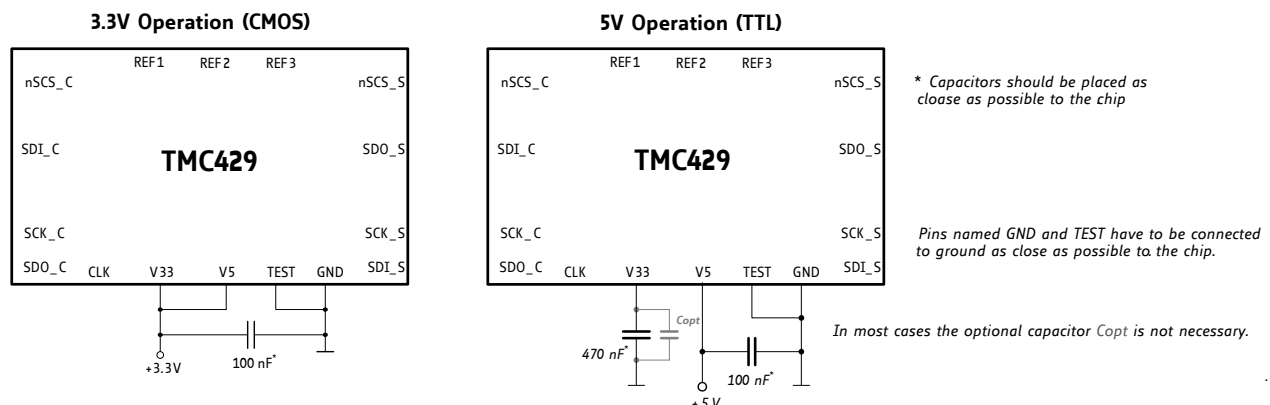 3.3V Operation (CMOS)
REF1 REF2 REF3
nSCS_C nSCS_S
SDI_C TMC429 SDO_S
SCK_C SCK_S
SDO_C CLK V33 V5 TEST GND SDI_S
100 nF*
+3.3V
5V Operation (TTL)
REF1 REF2 REF3
nSCS_C nSCS_S
SDI_C TMC429 SDO_S
SCK_C SCK_S
SDO_C CLK V33 V5 TEST GND SDI_S
Copt
470 nF*
100 nF*
+5V
* Capacitors should be placed as
cloase as possible to the chip
Pins named GND and TEST have to be connected
to ground as close as possible to the chip.
In most cases the optional capacitor Copt is not necessary.
.